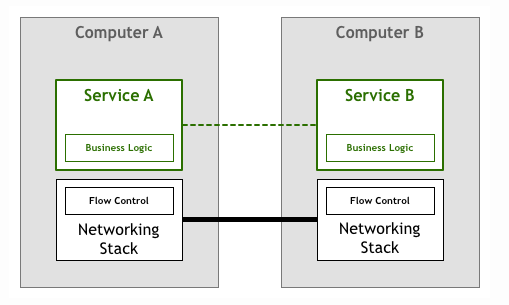 Computer A
Service A
Business Logic
Flow Control
Networking
Stack
Computer B
Service B
Business Logic
Flow Control
Networking
Stack